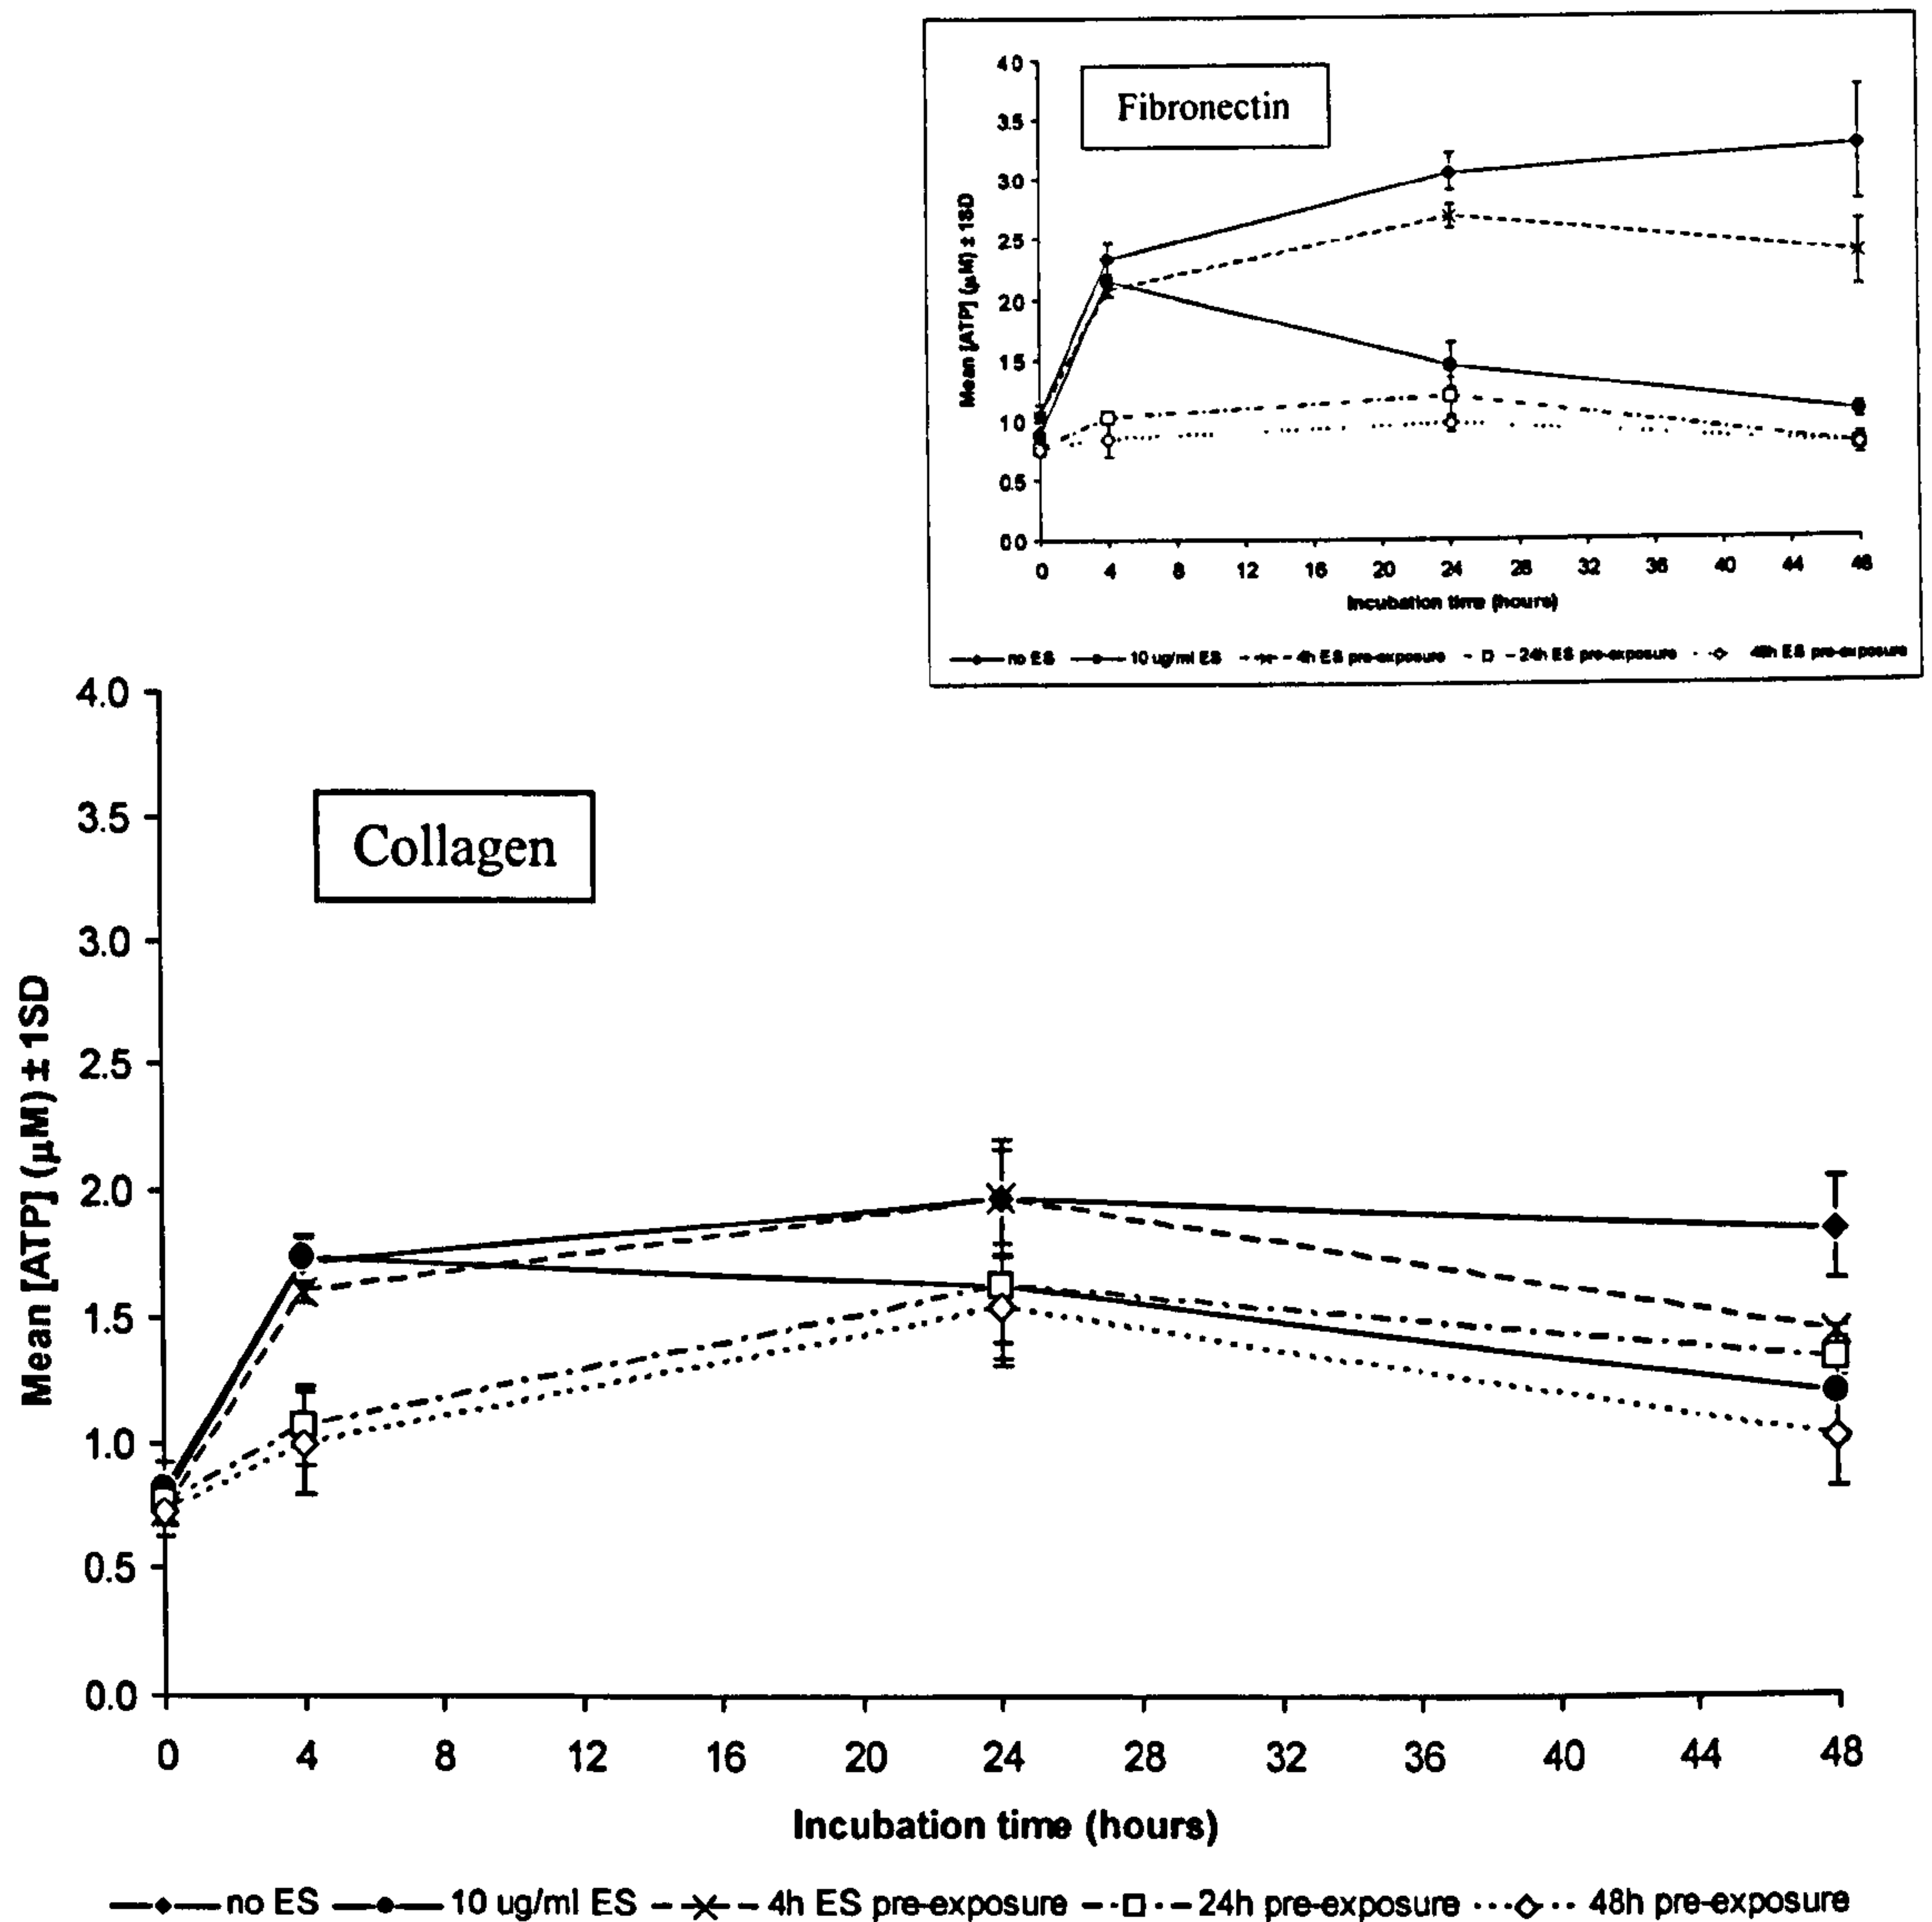 Fibronectin
4 0
3 5
3 0
2 5
2 0
1 5
1 0
0 5
0 0
Mean [ATP] (µM) ± 1SD
0 4 8 12 16 20 24 28 32 36 40 44 48
Incubation time (hours)
no ES 10 ug/ml ES 4h ES pre-exposure 24h ES pre-exposure 48h ES pre-exposure
Collagen
4.0
3.5
3.0
2.5
2.0
1.5
1.0
0.5
0.0
Mean [ATP] (µM) ± 1SD
0 4 8 12 16 20 24 28 32 36 40 44 48
Incubation time (hours)
no ES 10 ug/ml ES 4h ES pre-exposure 24h pre-exposure 48h pre-exposure